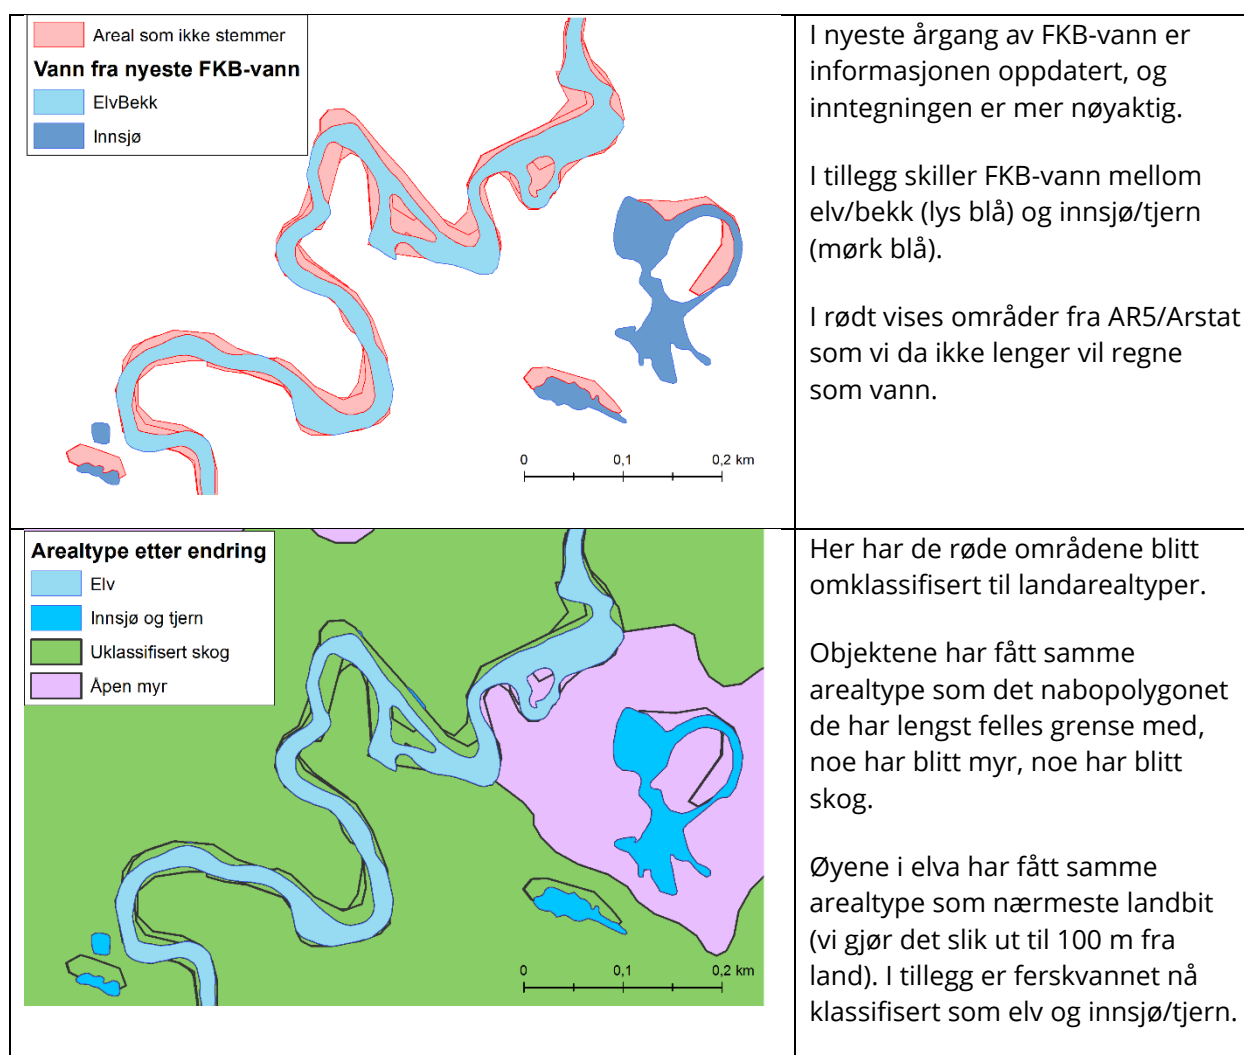 Areal som ikke stemmer
Vann fra nyeste FKB-vann
ElvBekk
Innsjø
0 0,1 0,2 km
I nyeste årgang av FKB-vann er
informasjonen oppdatert, og
inntegningen er mer nøyaktig.
I tillegg skiller FKB-vann mellom
elv/bekk (lys blå) og innsjø/tjern
(mørk blå).
I rødt vises områder fra AR5/Arstat
som vi da ikke lenger vil regne
som vann.
Arealtype etter endring
Elv
Innsjø og tjern
Uklassifisert skog
Åpen myr
0 0,1 0,2 km
Her har de røde områdene blitt
omklassifisert til landarealtyper.
Objektene har fått samme
arealtype som det nabopolygonet
de har lengst felles grense med,
noe har blitt myr, noe har blitt
skog.
Øyene i elva har fått samme
arealtype som nærmeste landbit
(vi gjør det slik ut til 100 m fra
land). I tillegg er ferskvannet nå
klassifisert som elv og innsjø/tjern.